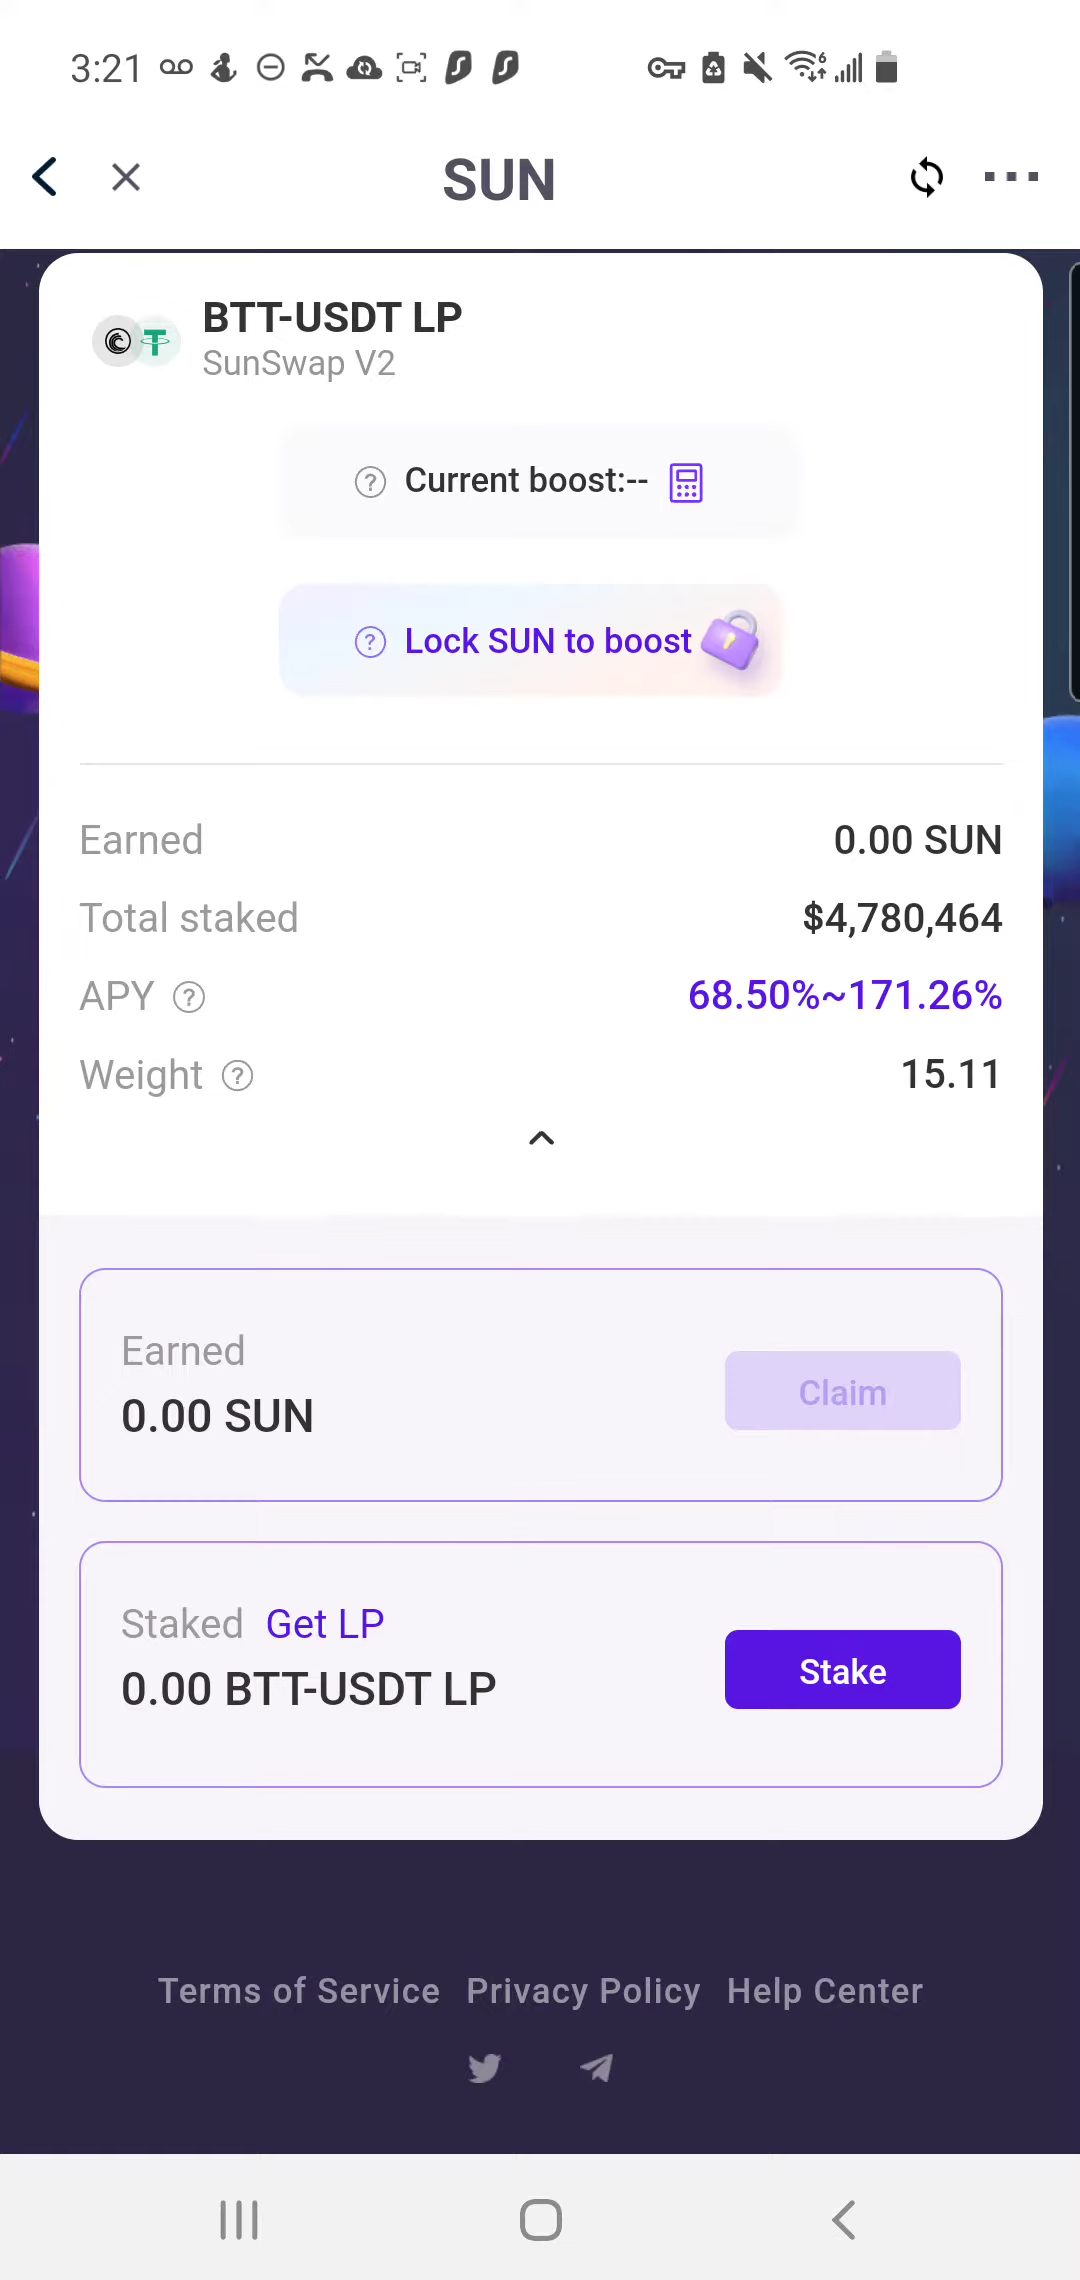 3:21
SUN
BTT-USDT LP
SunSwap V2
Current boost:--
Lock SUN to boost
Earned 0.00 SUN
Total staked $4,780,464
APY 68.50%~171.26%
Weight 15.11
Earned
0.00 SUN
Claim
Staked Get LP
0.00 BTT-USDT LP
Stake
Terms of Service Privacy Policy Help Center